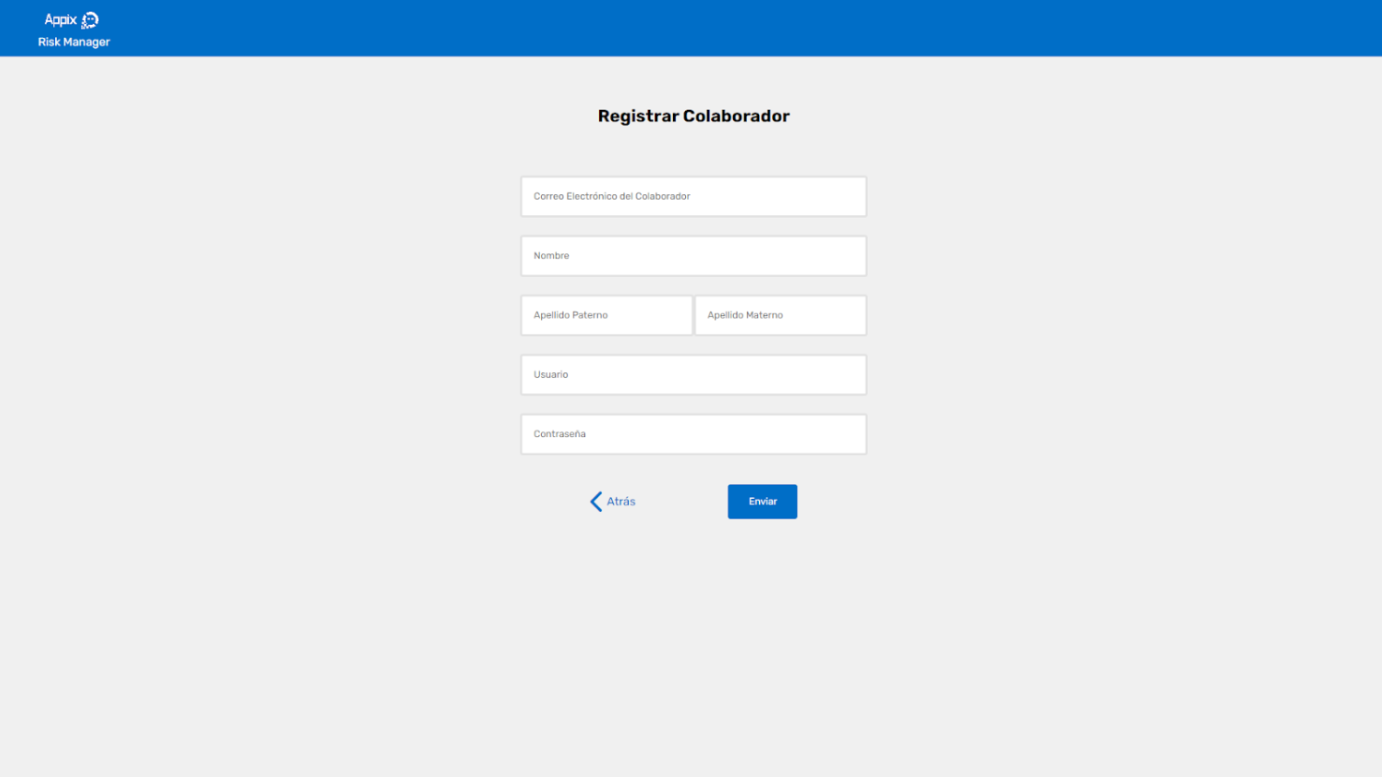 Appix
Risk Manager
Registrar Colaborador
Correo Electrónico del Colaborador
Nombre
Apellido Paterno Apellido Materno
Usuario
Contraseña
Atrás Enviar